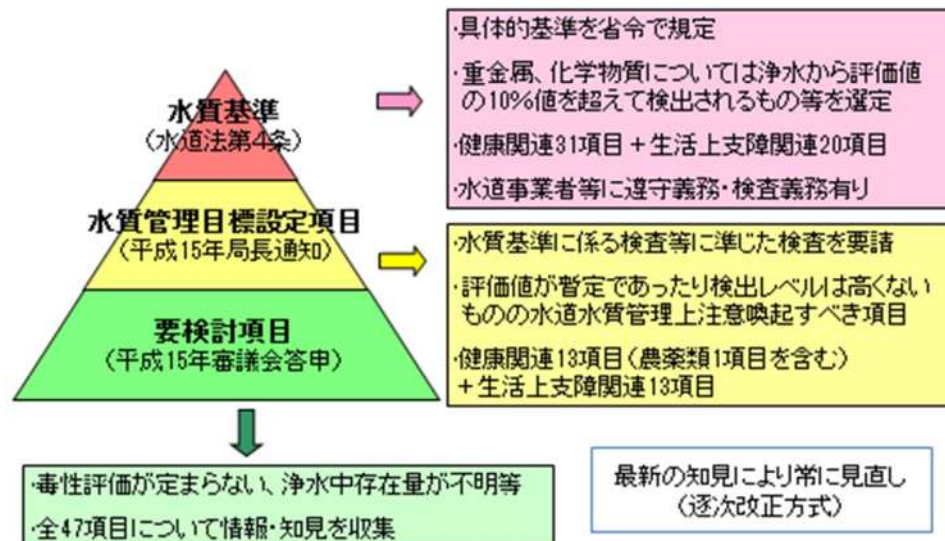 水質基準
(水道法第4条)
・具体的基準を省令で規定
・重金属、化学物質については浄水から評価値
の10%値を超えて検出されるもの等を選定
・健康関連31項目+生活上支障関連20項目
・水道事業者等に遵守義務・検査義務有り
水質管理目標設定項目
(平成15年局長通知)
・水質基準に係る検査等に準じた検査を要請
・評価値が暫定であったり検出レベルは高くない
ものの水道水質管理上注意喚起すべき項目
・健康関連13項目(農薬類1項目を含む)
+生活上支障関連13項目
要検討項目
(平成15年審議会答申)
・毒性評価が定まらない、浄水中存在量が不明等
・全47項目について情報・知見を収集
最新の知見により常に見直し
(逐次改正方式)